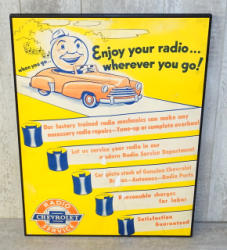 Enjoy your radio...
when you go... wherever you go!
Our factory trained radio mechanics can make any
necessary radio repairs — Tune-up or complete overhaul
Let us service your radio in our
modern Radio Service Department
Our parts stock of Genuine Chevrolet
Radios-Antennas-Radio Parts
Reasonable charges
for labor
Satisfaction
Guaranteed
RADIO
CHEVROLET
SERVICE